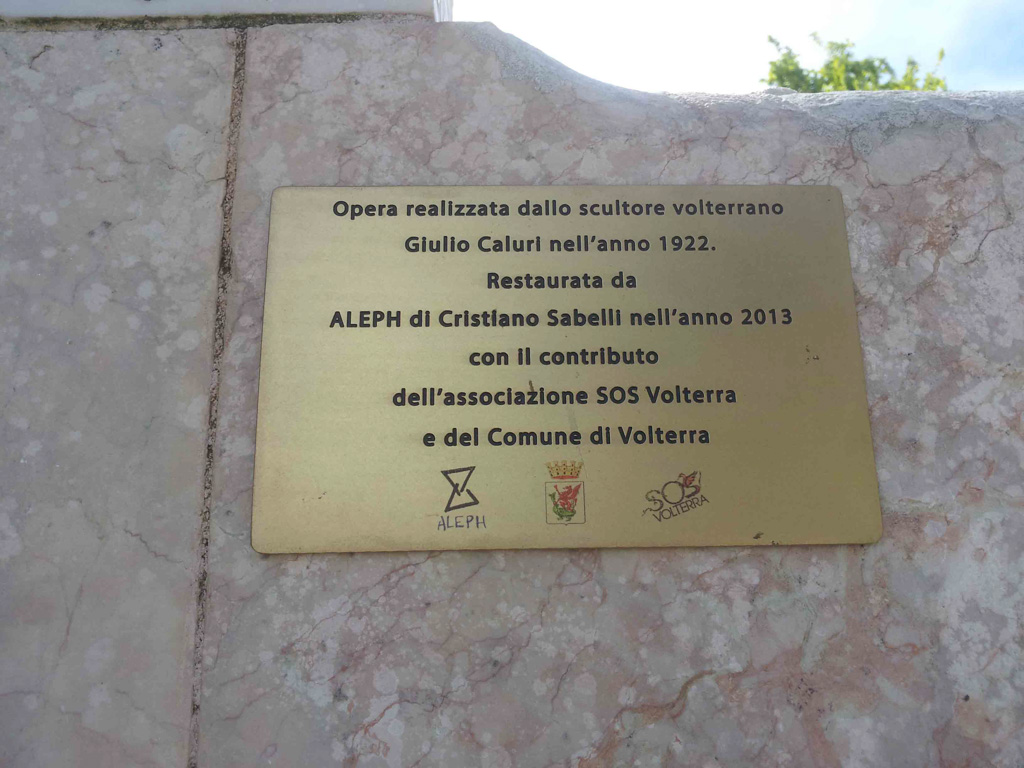 Opera realizzata dallo scultore volterrano
Giulio Caluri nell'anno 1922.
Restaurata da
ALEPH di Cristiano Sabelli nell'anno 2013
con il contributo
dell'associazione SOS Volterra
e del Comune di Volterra
ALEPH
SOS
VOLTERRA